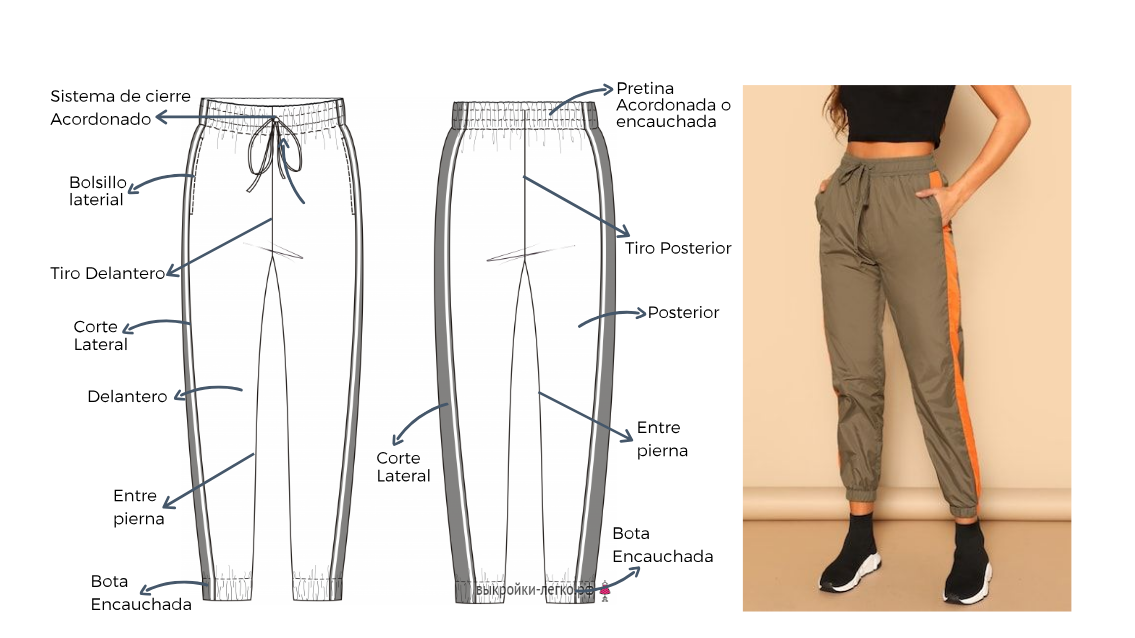 Sistema de cierre
Acordonado
Bolsillo
laterial
Tiro Delantero
Corte
Lateral
Delantero
Entre
pierna
Bota
Encauchada
Pretina
Acordonada o
encauchada
Tiro Posterior
Posterior
Entre
pierna
Corte
Lateral
Bota
Encauchada
выкройки-легко.рф